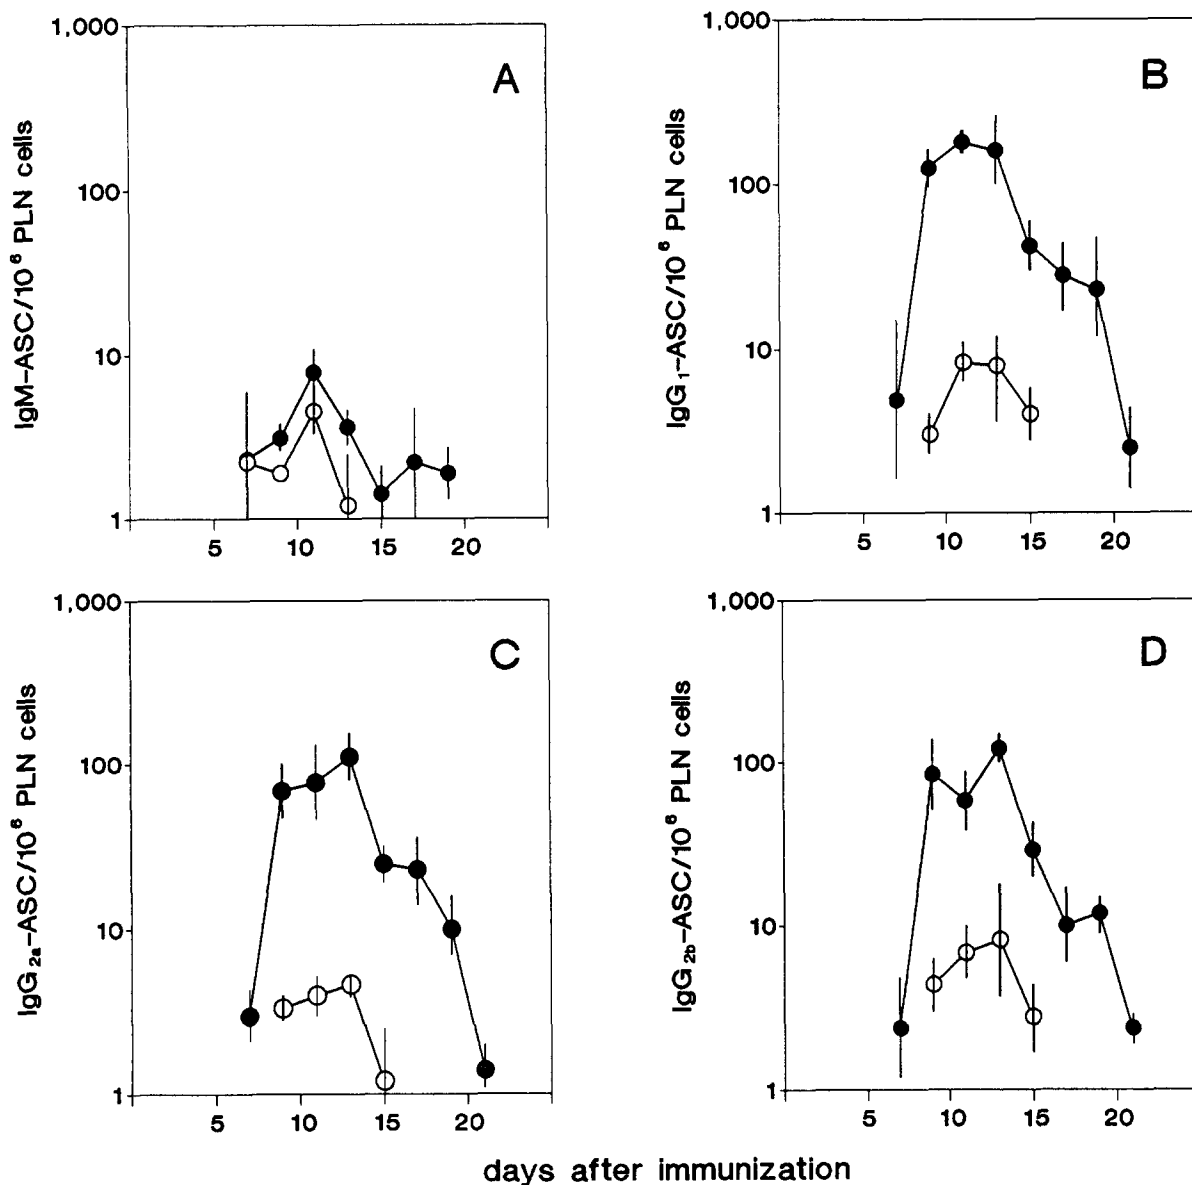 1,000
100
10
1
5 10 15 20
IgM–ASC/10⁶ PLN cells
A
1,000
100
10
1
5 10 15 20
IgG₁–ASC/10⁶ PLN cells
B
1,000
100
10
1
5 10 15 20
IgG₂ₐ–ASC/10⁶ PLN cells
C
1,000
100
10
1
5 10 15 20
IgG2b–ASC/10⁶ PLN cells
D
days after immunization